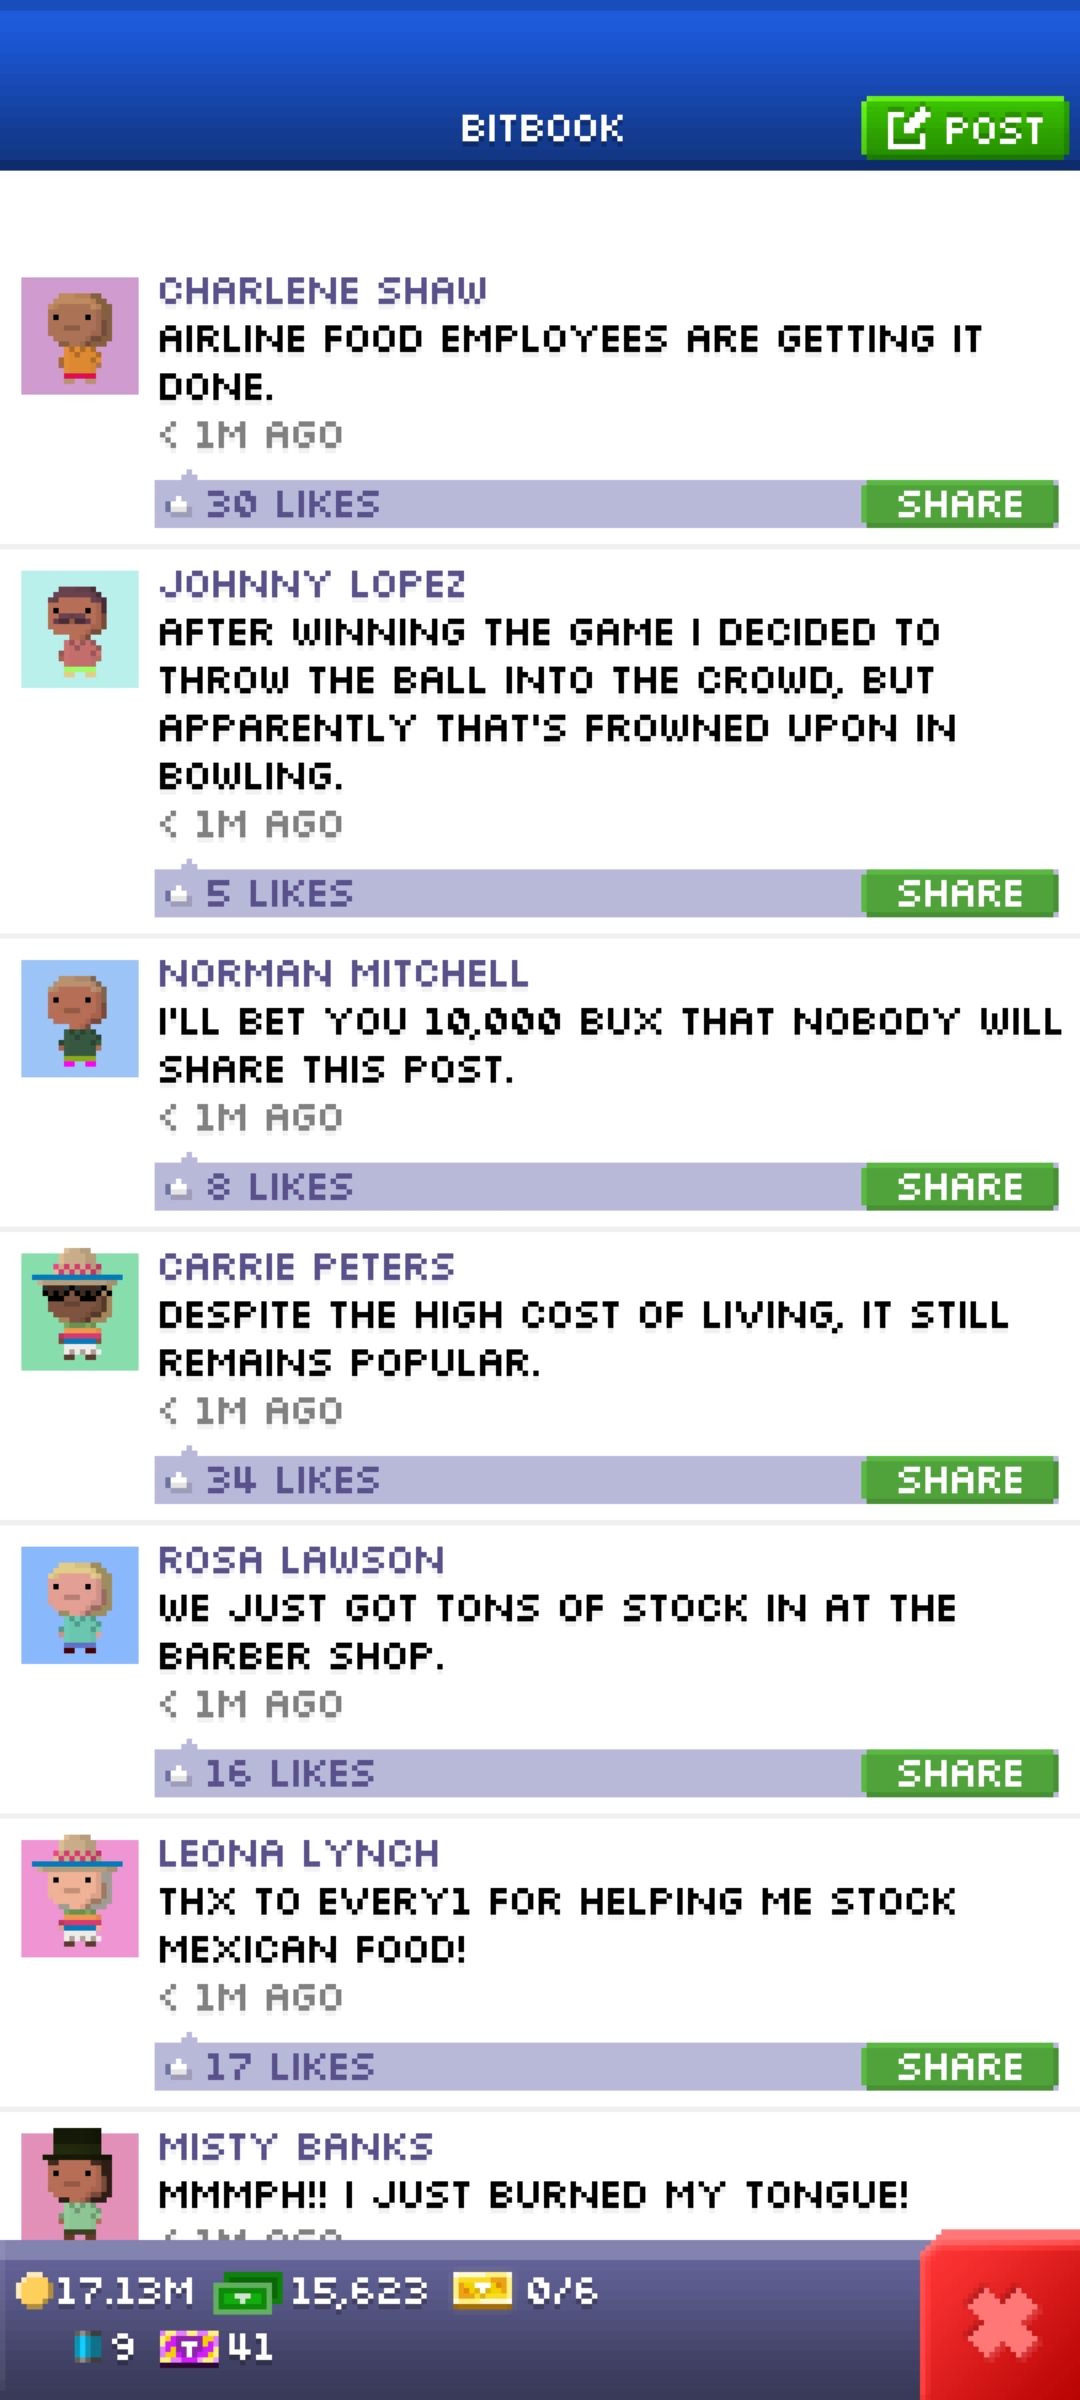 BITBOOK
POST
CHARLENE SHAW
AIRLINE FOOD EMPLOYEES ARE GETTING IT
DONE.
< 1M AGO
30 LIKES
SHARE
JOHNNY LOPEZ
AFTER WINNING THE GAME I DECIDED TO
THROW THE BALL INTO THE CROWD, BUT
APPARENTLY THAT'S FROWNED UPON IN
BOWLING.
< 1M AGO
5 LIKES
SHARE
NORMAN MITCHELL
I'LL BET YOU 10,000 BUX THAT NOBODY WILL
SHARE THIS POST.
< 1M AGO
8 LIKES
SHARE
CARRIE PETERS
DESPITE THE HIGH COST OF LIVING, IT STILL
REMAINS POPULAR.
< 1M AGO
34 LIKES
SHARE
ROSA LAWSON
WE JUST GOT TONS OF STOCK IN AT THE
BARBER SHOP.
< 1M AGO
16 LIKES
SHARE
LEONA LYNCH
THX TO EVERY1 FOR HELPING ME STOCK
MEXICAN FOOD!
< 1M AGO
17 LIKES
SHARE
MISTY BANKS
MMMPH!! I JUST BURNED MY TONGUE!
< 1M AGO
17.13M 15,623 0/6
9 T 41